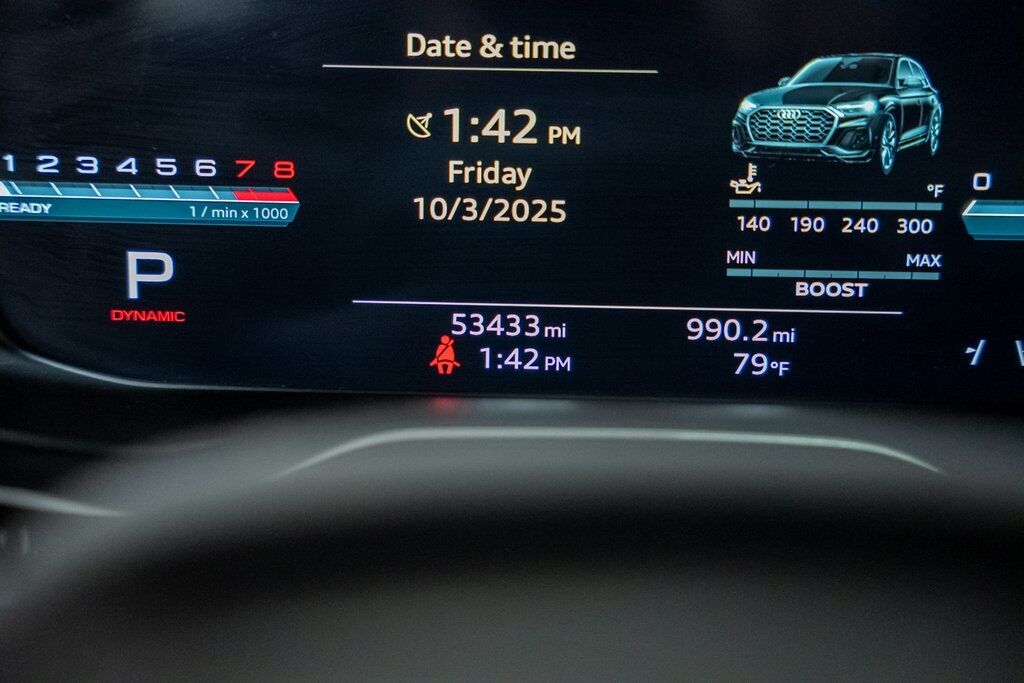 Date & time
1:42 PM
Friday
10/3/2025
1 2 3 4 5 6 7 8
READY
1 / min x 1000
P
DYNAMIC
°F
140 190 240 300
MIN MAX
BOOST
0
53433 mi
1:42 PM
990.2 mi
79°F
-/-